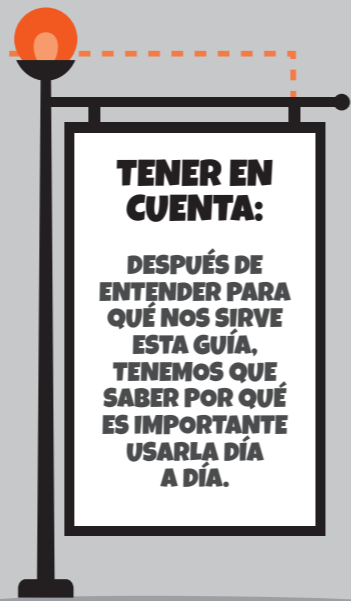 TENER EN
CUENTA:
DESPUÉS DE
ENTENDER PARA
QUÉ NOS SIRVE
ESTA GUÍA,
TENEMOS QUE
SABER POR QUÉ
ES IMPORTANTE
USARLA DÍA
A DÍA.